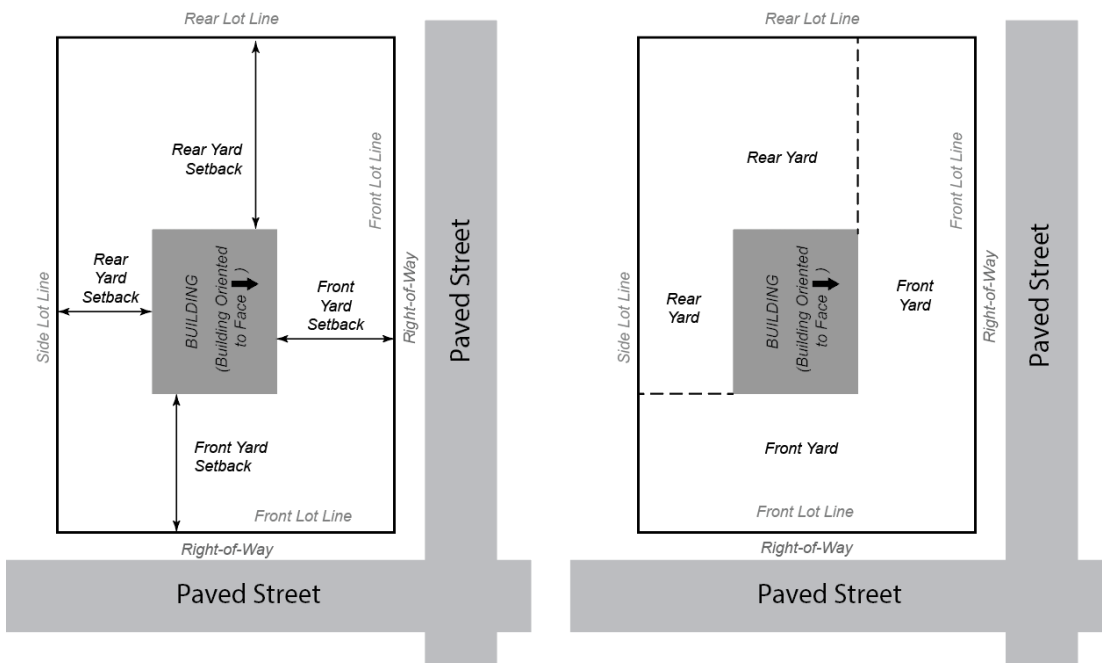 Rear Lot Line
Rear Yard
Setback
Front Lot Line
Rear
Yard
Setback
BUILDING
(Building Oriented
to Face )
Front
Yard
Setback
Side Lot Line
Right-of-Way
Paved Street
Front Yard
Setback
Front Lot Line
Right-of-Way
Paved Street
Rear Lot Line
Rear Yard
Front Lot Line
Rear
Yard
BUILDING
(Building Oriented
to Face )
Front
Yard
Side Lot Line
Right-of-Way
Paved Street
Front Yard
Front Lot Line
Right-of-Way
Paved Street